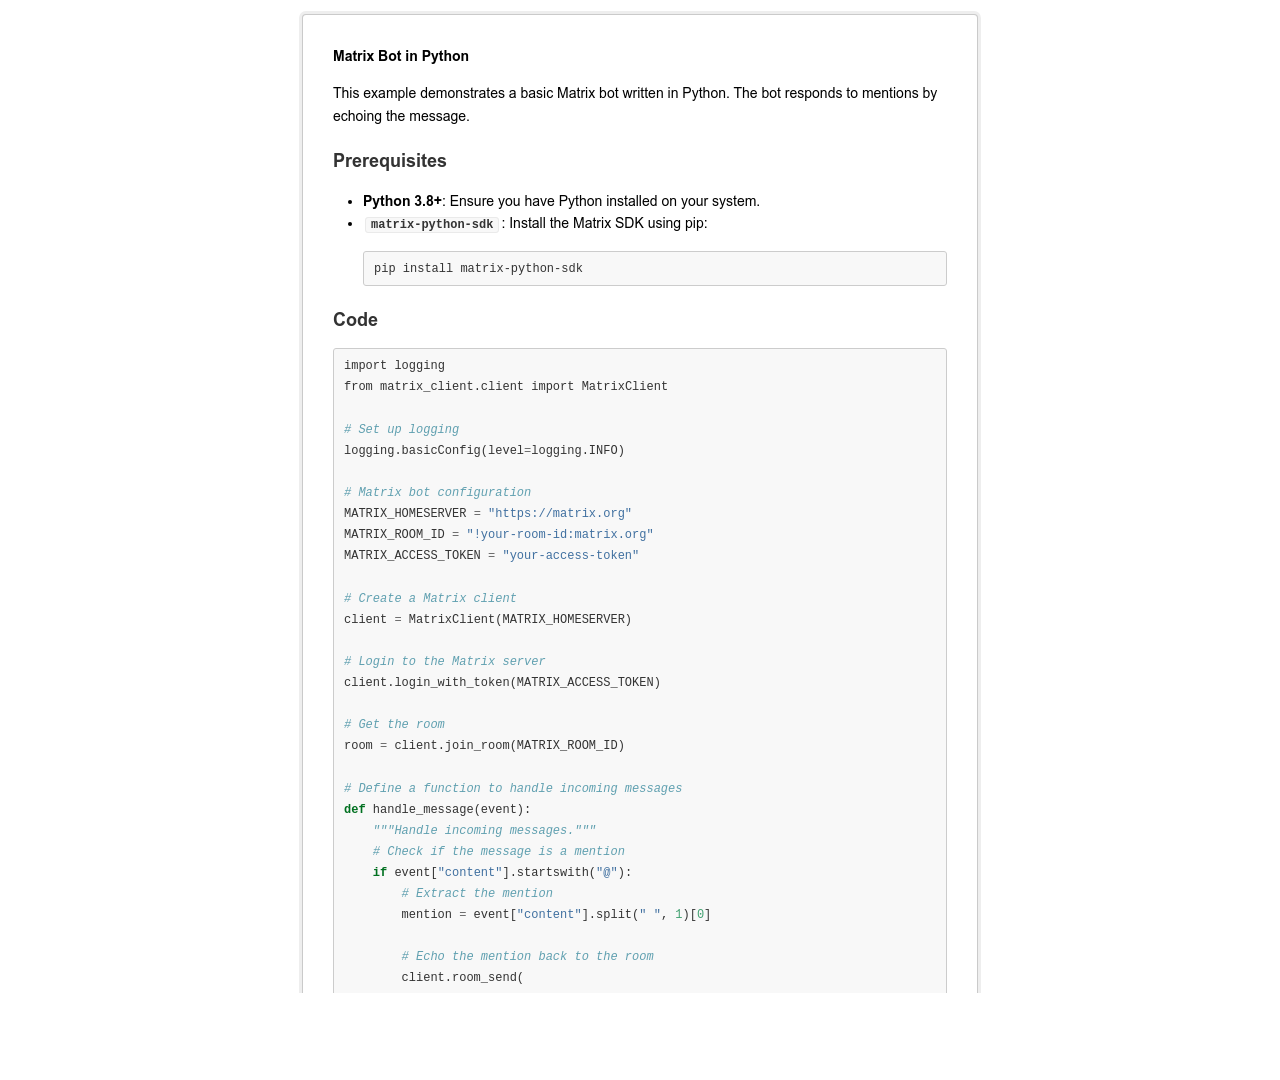 Matrix Bot in Python
This example demonstrates a basic Matrix bot written in Python. The bot responds to mentions by
echoing the message.
Prerequisites
• Python 3.8+: Ensure you have Python installed on your system.
• matrix-python-sdk : Install the Matrix SDK using pip:
pip install matrix-python-sdk
Code
import logging
from matrix_client.client import MatrixClient
# Set up logging
logging.basicConfig(level=logging.INFO)
# Matrix bot configuration
MATRIX_HOMESERVER = "https://matrix.org"
MATRIX_ROOM_ID = "!your-room-id:matrix.org"
MATRIX_ACCESS_TOKEN = "your-access-token"
# Create a Matrix client
client = MatrixClient(MATRIX_HOMESERVER)
# Login to the Matrix server
client.login_with_token(MATRIX_ACCESS_TOKEN)
# Get the room
room = client.join_room(MATRIX_ROOM_ID)
# Define a function to handle incoming messages
def handle_message(event):
    """Handle incoming messages."""
    # Check if the message is a mention
    if event["content"].startswith("@"):
        # Extract the mention
        mention = event["content"].split(" ", 1)[0]
        # Echo the mention back to the room
        client.room_send(